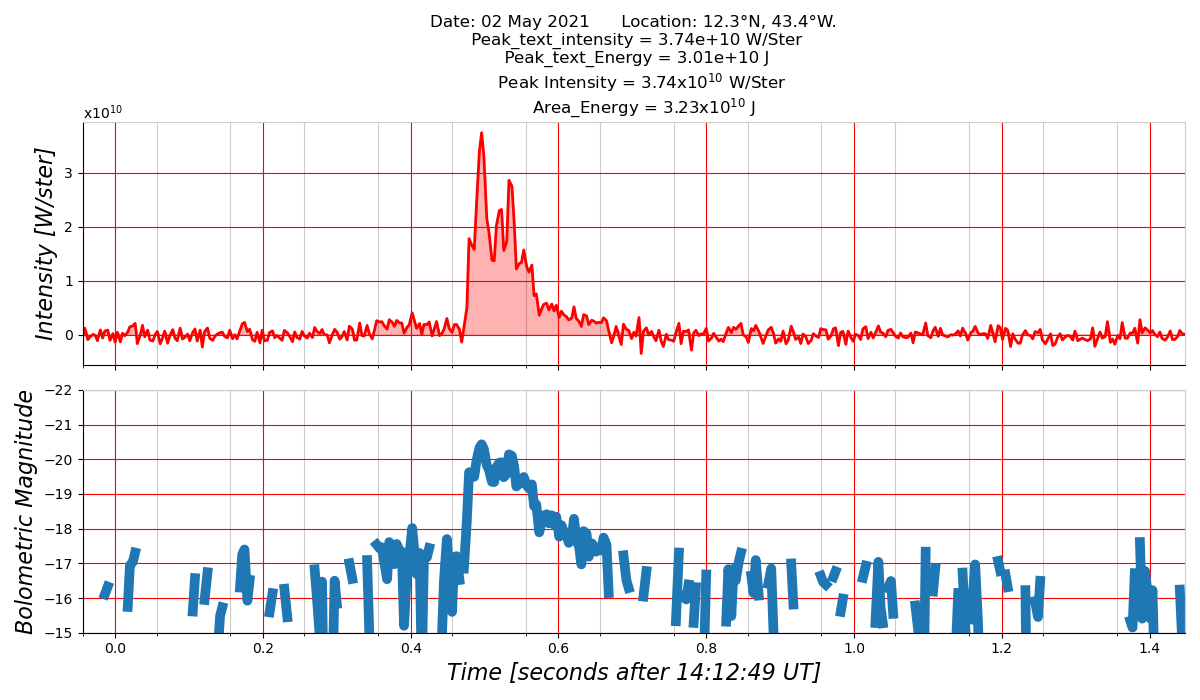 Date: 02 May 2021      Location: 12.3°N, 43.4°W.
Peak_text_intensity = 3.74e+10 W/Ster
Peak_text_Energy = 3.01e+10 J
Peak Intensity = 3.74x10¹⁰ W/Ster
Area_Energy = 3.23x10¹⁰ J
x10¹⁰
Intensity [W/ster]
3
2
1
0
Bolometric Magnitude
−22
−21
−20
−19
−18
−17
−16
−15
0.0 0.2 0.4 0.6 0.8 1.0 1.2 1.4
Time [seconds after 14:12:49 UT]